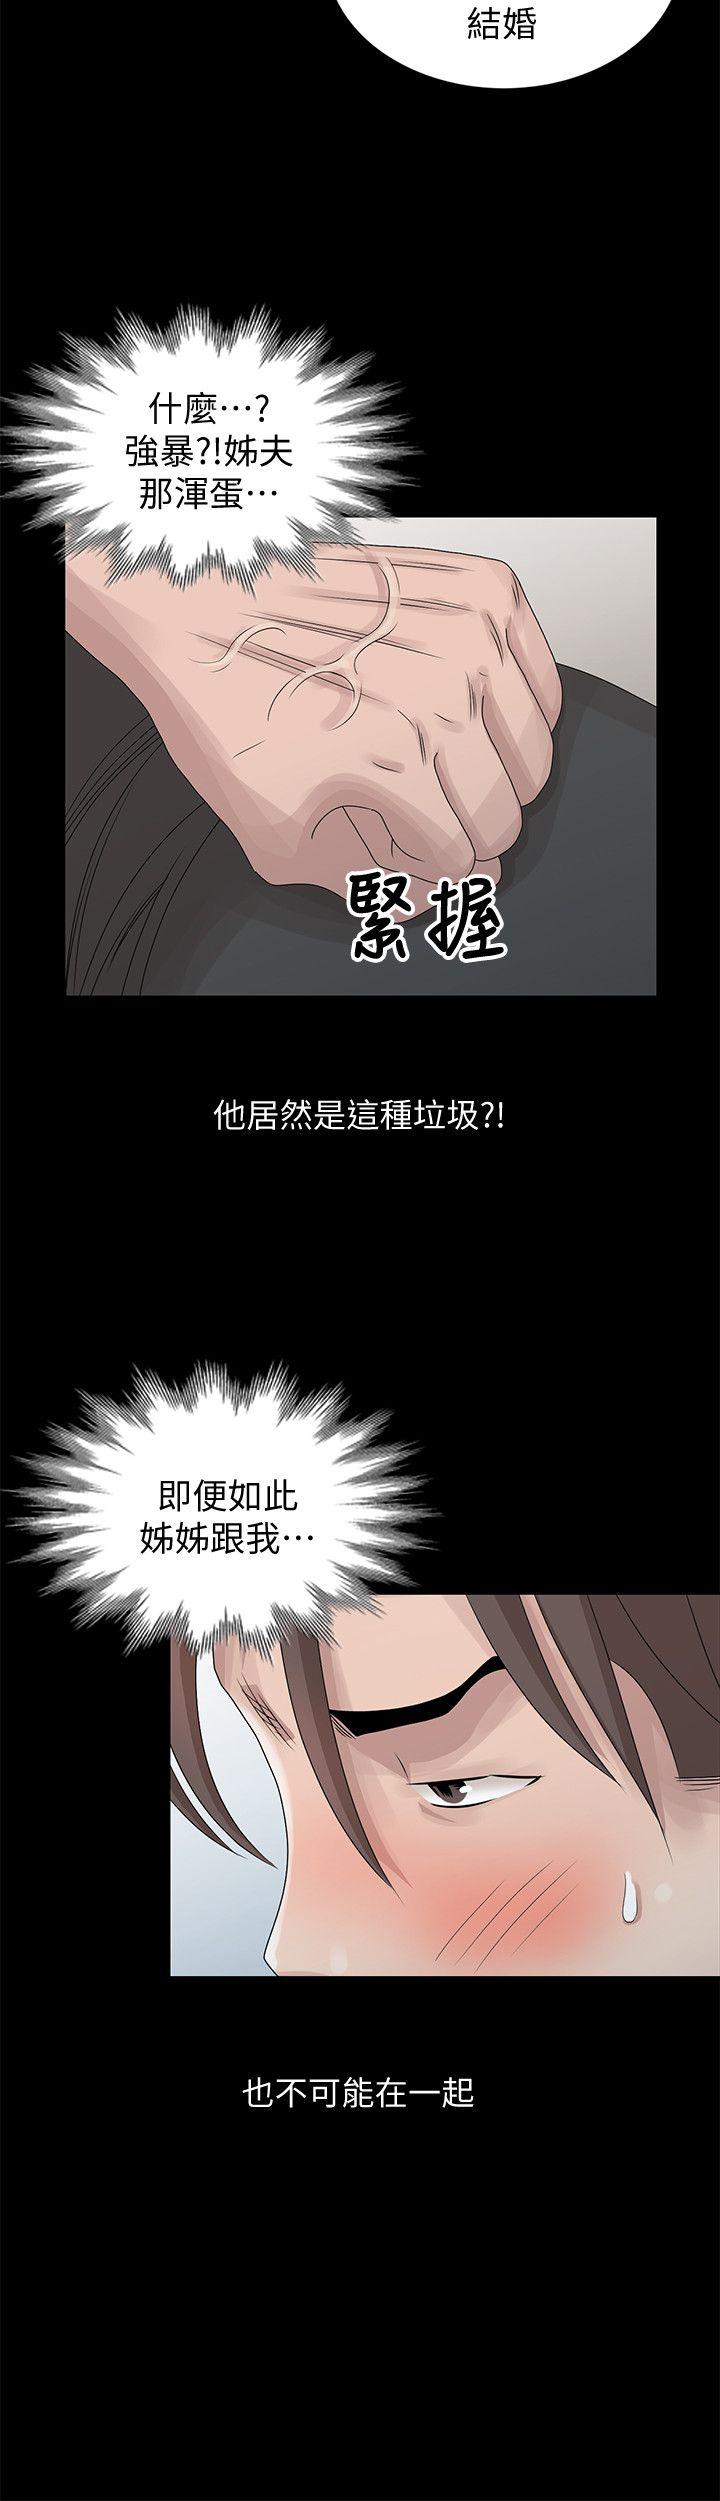 結婚
什麼⋯?
強暴?!姊夫
那渾蛋⋯
緊握
他居然是這種垃圾?!
即便如此
姊姊跟我⋯
也不可能在一起